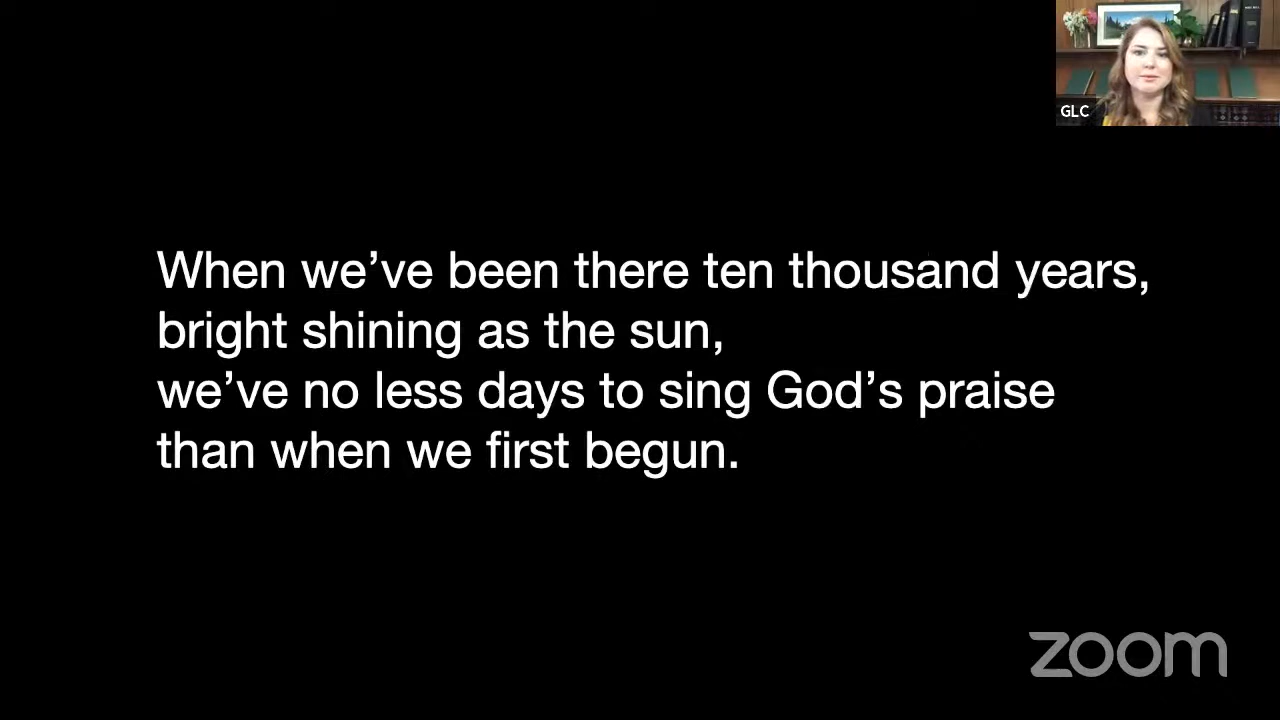 GLC
When we’ve been there ten thousand years,
bright shining as the sun,
we’ve no less days to sing God’s praise
than when we first begun.
zoom